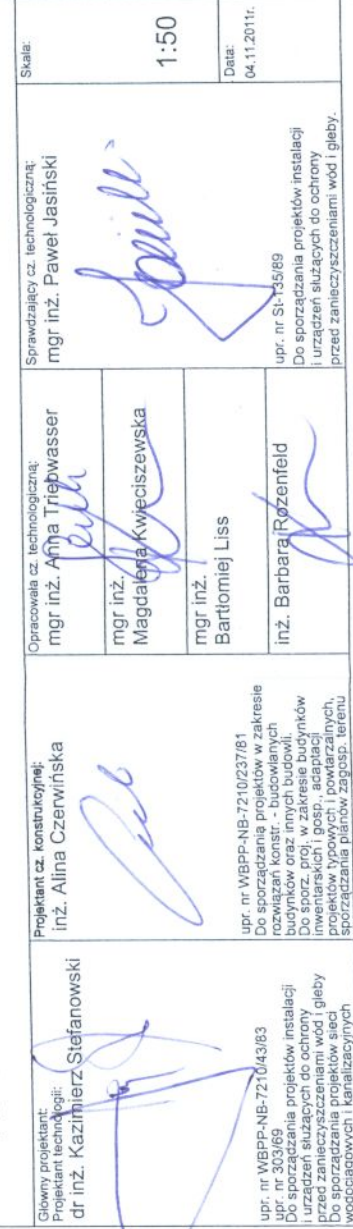 Główny projektant:
Projektant technologii:
dr inż. Kazimierz Stefanowski
upr. nr WBPP-NB-7210/43/83
upr. nr 303/69
Do sporządzania projektów instalacji
i urządzeń służących do ochrony
przed zanieczyszczeniami wód i gleby
Do sporządzania projektów sieci
wodociągowych i kanalizacyjnych
Projektant cz. konstrukcyjnej:
inż. Alina Czerwińska
upr. nr WBPP-NB-7210/237/81
Do sporządzanią projektów w zakresie
rozwiązań konstr. - budowlanych
budynków oraz innych budowli.
Do sporz. proj. w zakresie budynków
inwentarskich i gosp., adaptacji
projektów typowych i powtarzalnych,
sporządzania planów zagosp. terenu
Opracowała cz. technologiczną:
mgr inż. Anna Triebwasser
mgr inż.
Magdalena Kwieciszewska
mgr inż.
Bartłomiej Liss
inż. Barbara Rozenfeld
Sprawdzający cz. technologiczną:
mgr inż. Paweł Jasiński
upr. nr St-135/89
Do sporządzania projektów instalacji
i urządzeń służących do ochrony
przed zanieczyszczeniami wód i gleby.
Skala:
1:50
Data:
04.11.2011r.